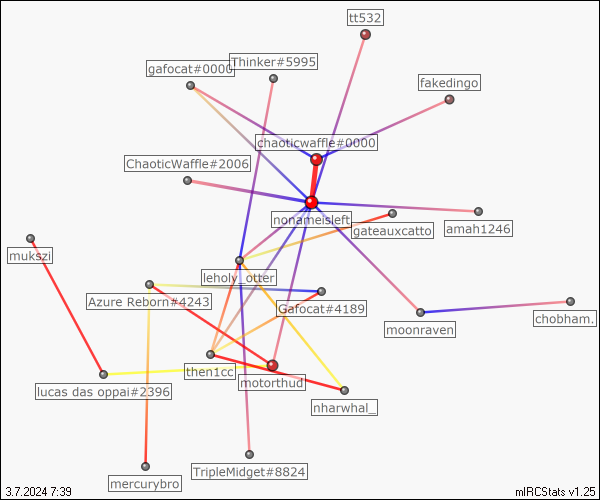 tt532
Thinker#5995
gafocat#0000
fakedingo
chaoticwaffle#0000
ChaoticWaffle#2006
nonameisleft
gateauxcatto
amah1246
mukszi
leholy_otter
Azure Reborn#4243
Gafocat#4189
moonraven
chobham.
then1cc
motorthud
lucas das oppai#2396
nharwhal_
TripleMidget#8824
mercurybro
3.7.2024 7:39
mIRCStats v1.25